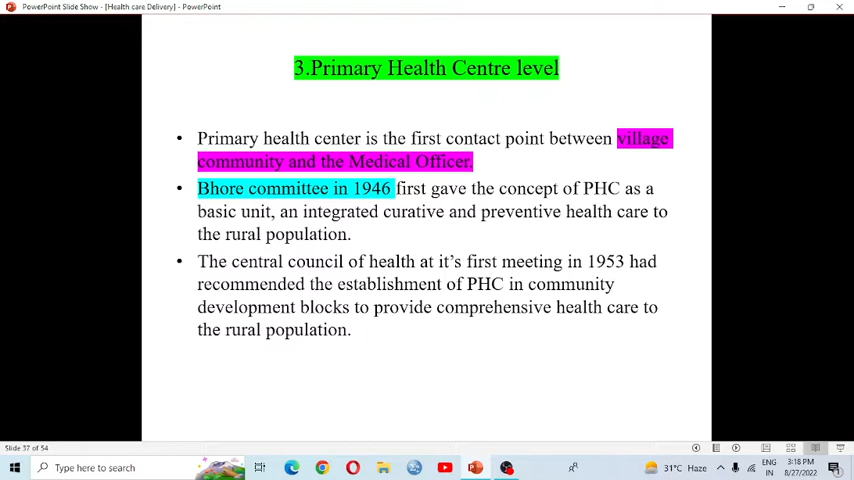 PowerPoint Slide Show - [Health care Delivery] - PowerPoint
3.Primary Health Centre level
• Primary health center is the first contact point between village
community and the Medical Officer.
• Bhore committee in 1946 first gave the concept of PHC as a
basic unit, an integrated curative and preventive health care to
the rural population.
• The central council of health at it's first meeting in 1953 had
recommended the establishment of PHC in community
development blocks to provide comprehensive health care to
the rural population.
Slide 37 of 54
Type here to search
31°C Haze
ENG
IN
3:18 PM
8/27/2022